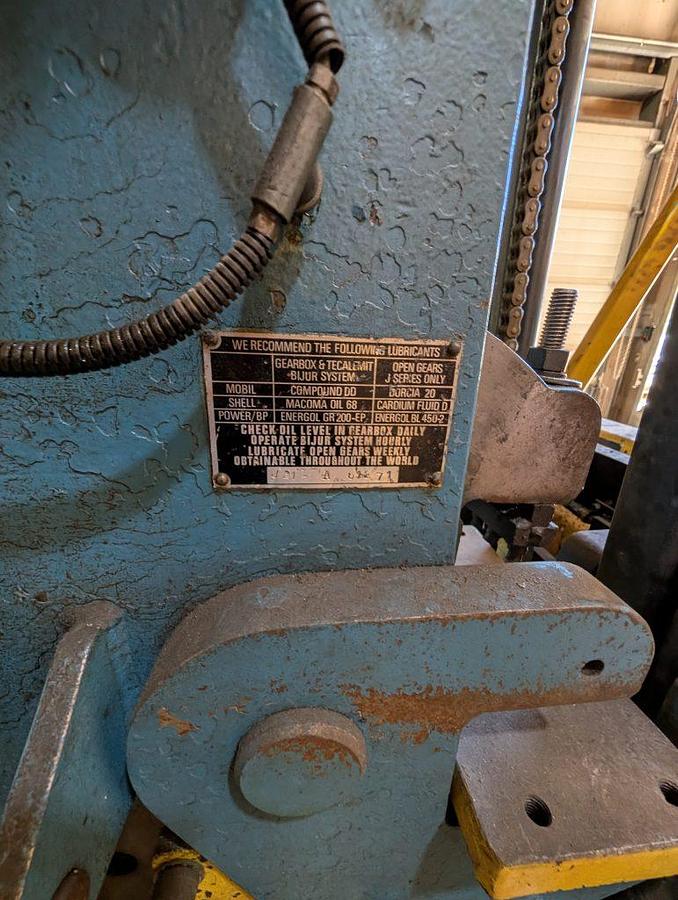 WE RECOMMEND THE FOLLOWING LUBRICANTS
GEARBOX & TECALEMIT BIJUR SYSTEM OPEN GEARS J SERIES ONLY
MOBIL COMPOUND DD DORCIA 20
SHELL MACOMA OIL 68 CARDIUM FLUID D
POWER/BP ENERGOL GR 200-EP ENERGOL BL 450-2
CHECK OIL LEVEL IN GEARBOX DAILY
OPERATE BIJUR SYSTEM HOURLY
LUBRICATE OPEN GEARS WEEKLY
OBTAINABLE THROUGHOUT THE WORLD